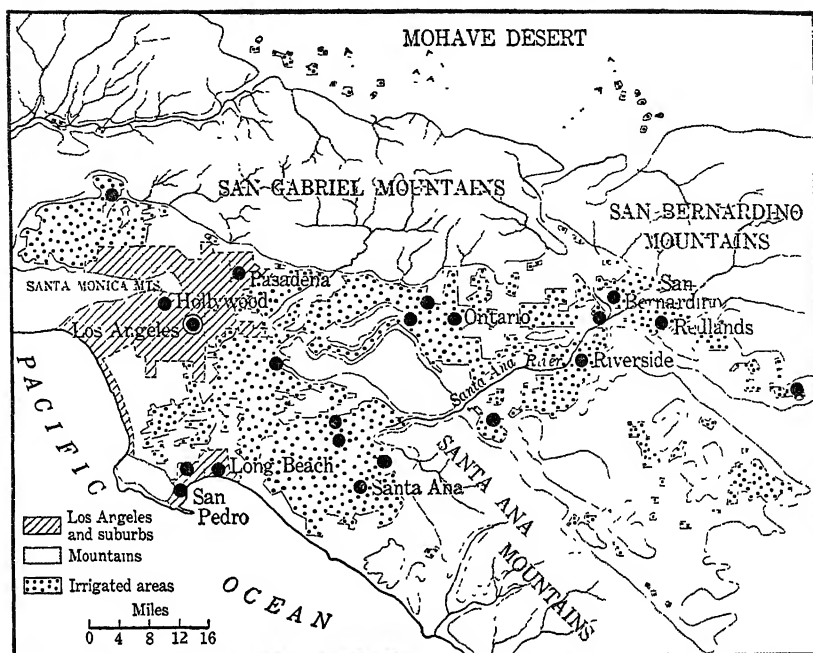 MOHAVE DESERT
SAN GABRIEL MOUNTAINS
SAN BERNARDINO
MOUNTAINS
SANTA MONICA MTS.
Pasadena
Hollywood
Los Angeles
Ontario
San
Bernardino
Redlands
Riverside
Santa Ana River
PACIFIC
Long Beach
San
Pedro
Santa Ana
SANTA ANA
MOUNTAINS
OCEAN
Los Angeles
and suburbs
Mountains
Irrigated areas
Miles
0 4 8 12 16